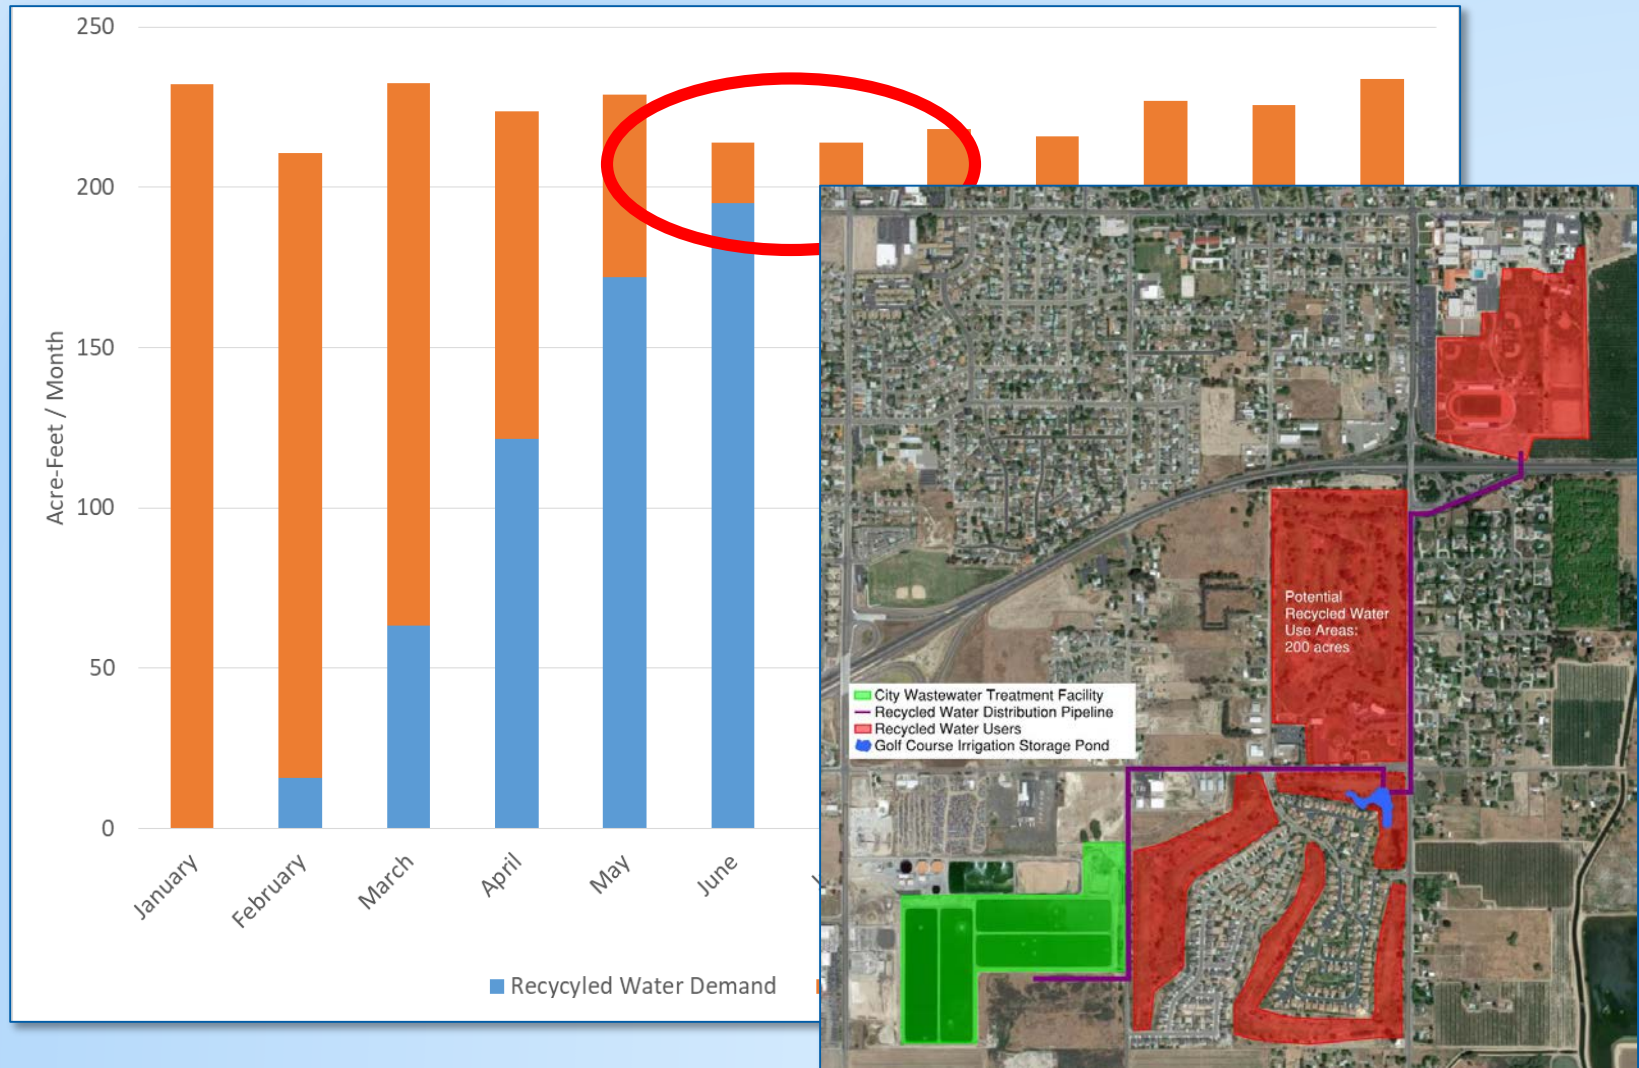 250
200
150
100
50
0
Acre-Feet / Month
January
February
March
April
May
June
Recycyled Water Demand
Potential
Recycled Water
Use Areas:
200 acres
City Wastewater Treatment Facility
Recycled Water Distribution Pipeline
Recycled Water Users
Golf Course Irrigation Storage Pond